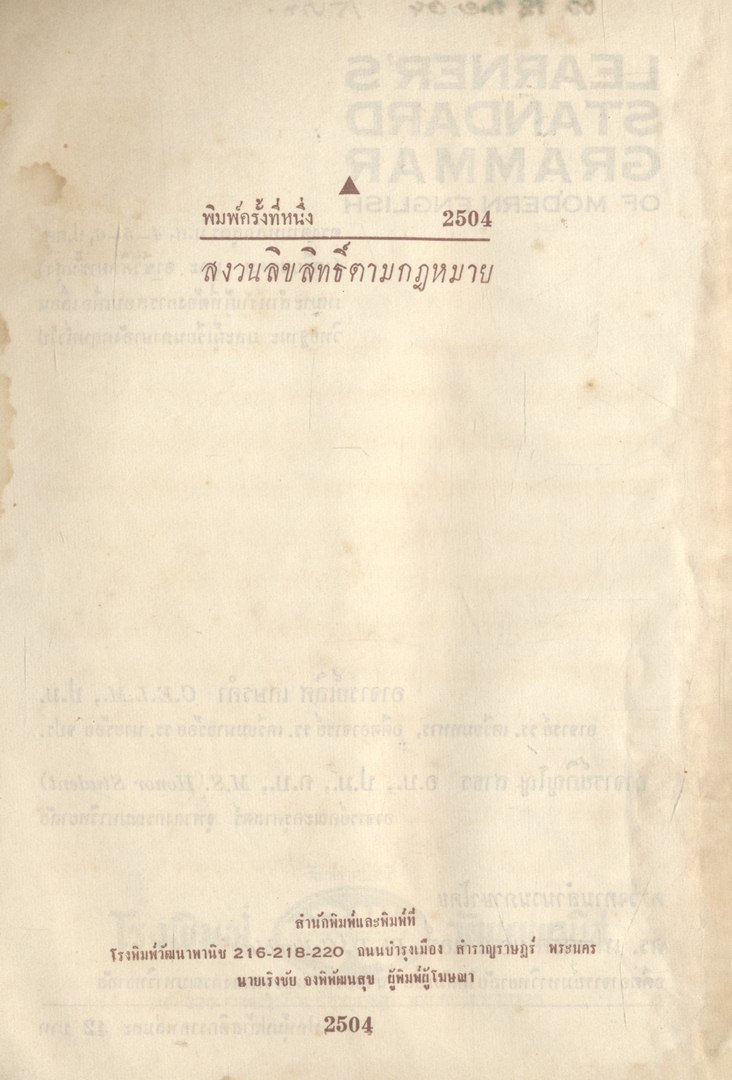 พิมพ์ครั้งที่หนึ่ง 2504
สงวนลิขสิทธิ์ตามกฎหมาย
สำนักพิมพ์และพิมพ์ที่
โรงพิมพ์วัฒนาพานิช 216-218-220 ถนนบำรุงเมือง สำราญราษฎร์ พระนคร
นายเริงชัย จงพิพัฒนสุข ผู้พิมพ์ผู้โฆษณา
2504